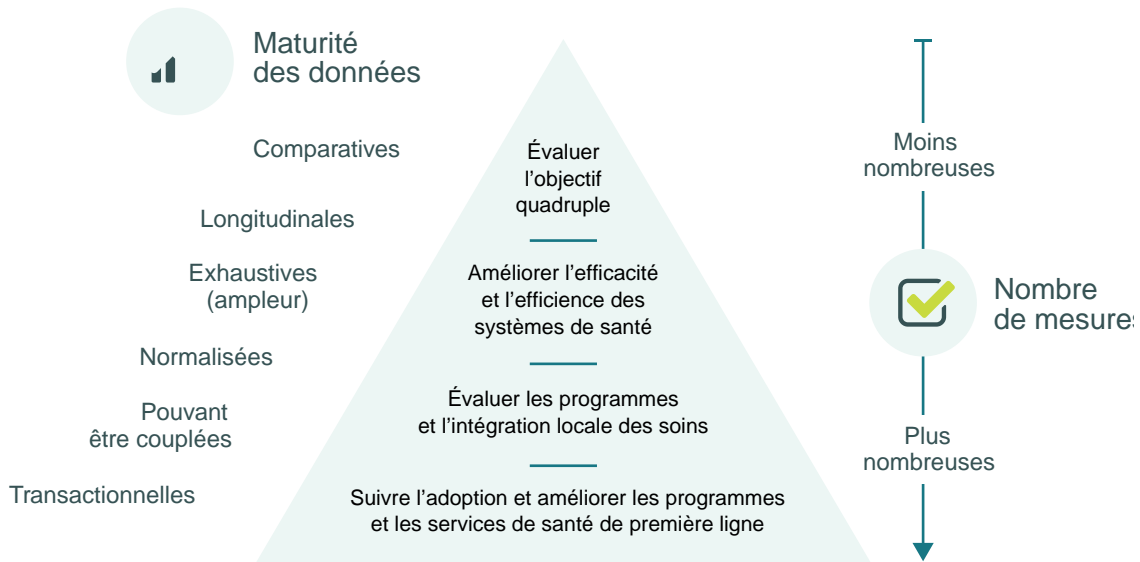 Maturité
des données
Comparatives
Longitudinales
Exhaustives
(ampleur)
Normalisées
Pouvant
être couplées
Transactionnelles
Évaluer
l’objectif
quadruple
Améliorer l’efficacité
et l’efficience des
systèmes de santé
Évaluer les programmes
et l’intégration locale des soins
Suivre l’adoption et améliorer les programmes
et les services de santé de première ligne
Moins
nombreuses
Nombre
de mesures
Plus
nombreuses